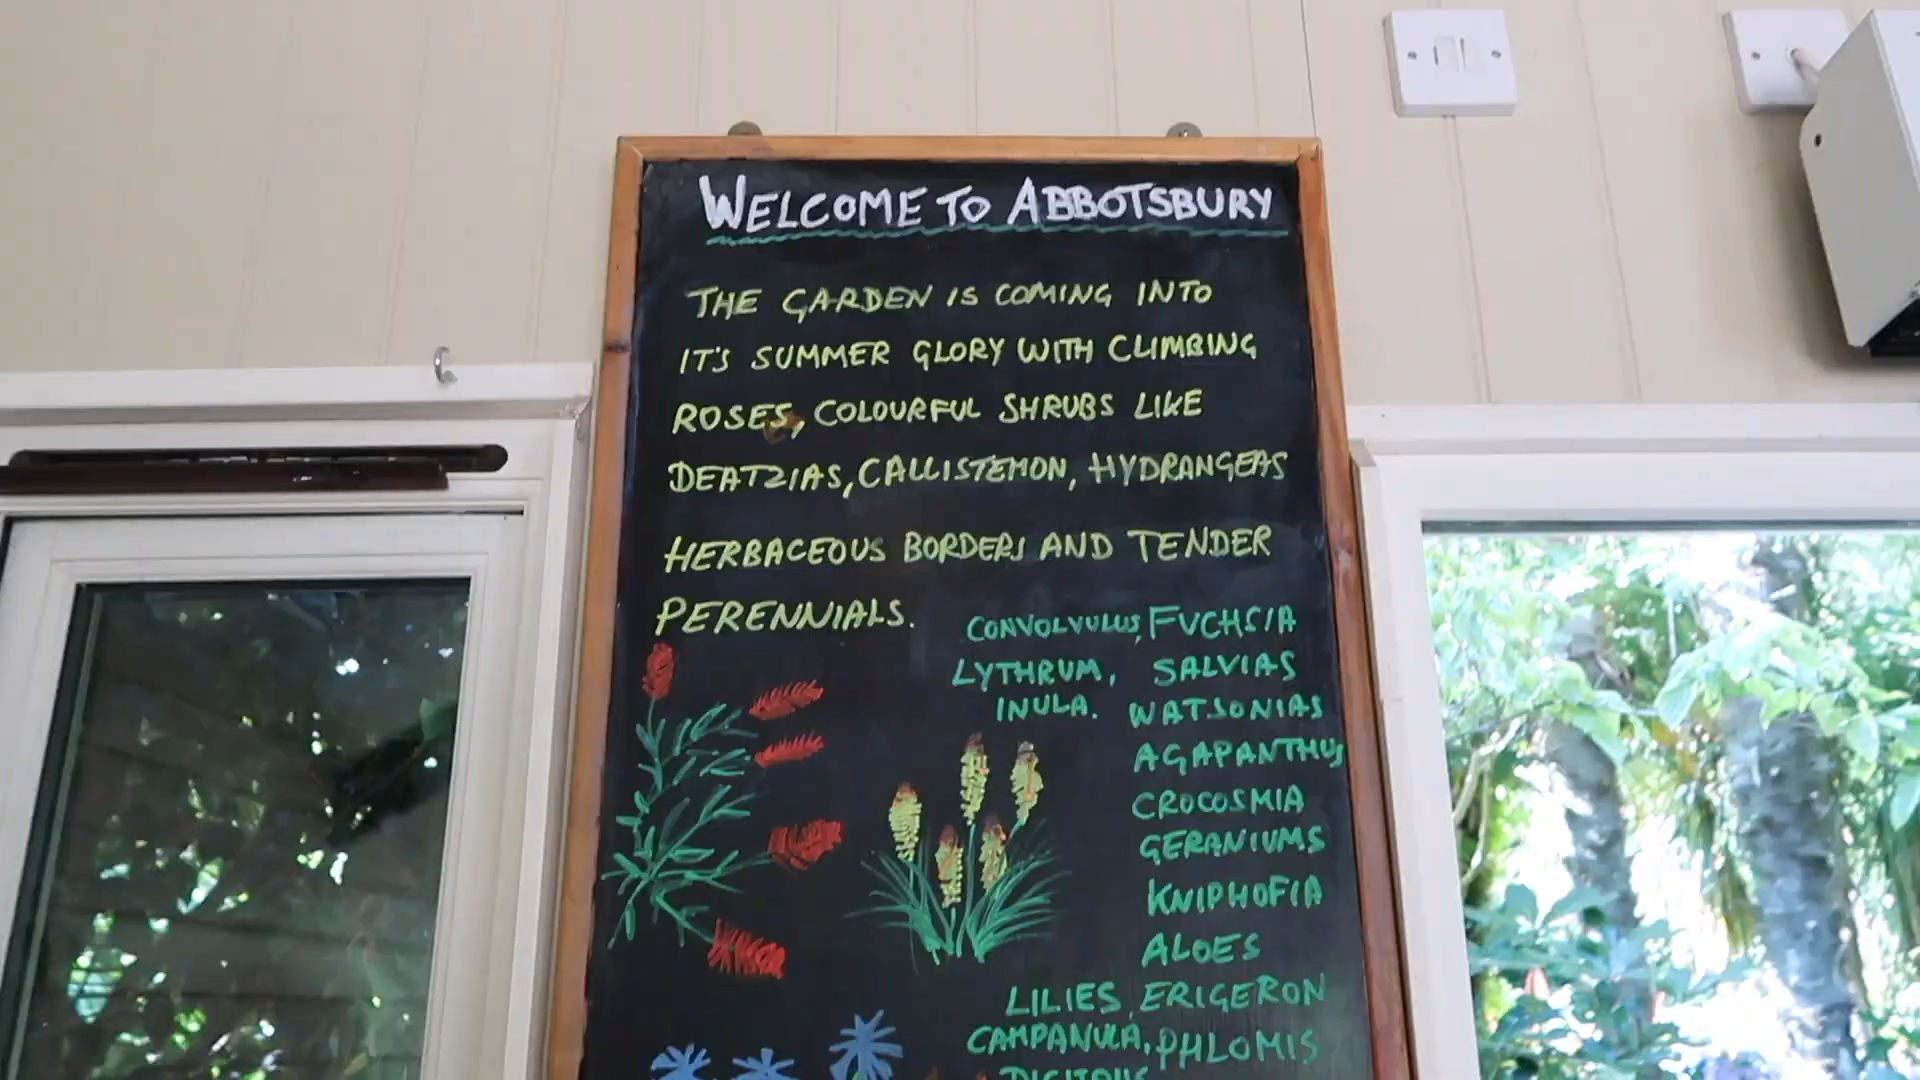 WELCOME TO ABBOTSBURY
THE GARDEN IS COMING INTO
IT'S SUMMER GLORY WITH CLIMBING
ROSES, COLOURFUL SHRUBS LIKE
DEATZIAS, CALLISTEMON, HYDRANGEAS
HERBACEOUS BORDERS AND TENDER
PERENNIALS.
CONVOLVULUS, FUCHSIA
LYTHRUM, SALVIAS
INULA. WATSONIAS
AGAPANTHUS
CROCOSMIA
GERANIUMS
KNIPHOFIA
ALOES
LILIES, ERIGERON
CAMPANULA, PHLOMIS